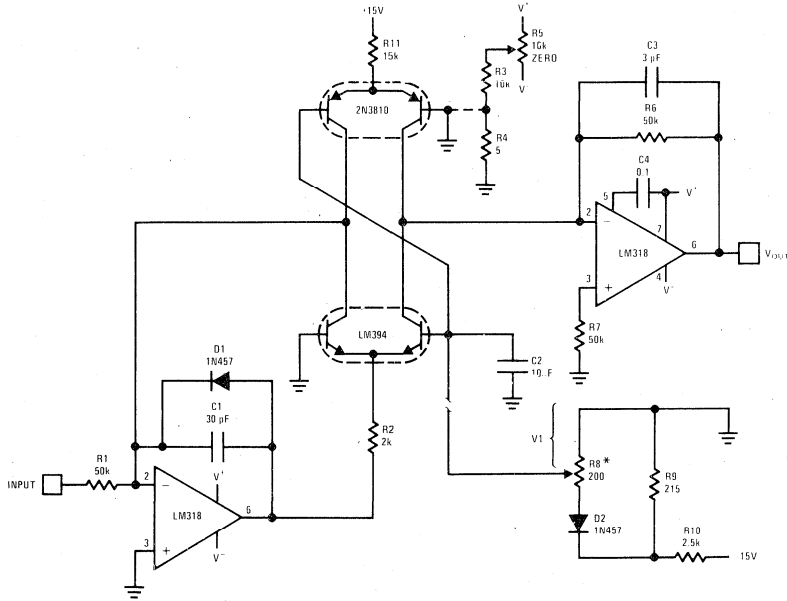 +15V
R11
15k
V+
R5
10k
ZERO
R3
10k
V-
2N3810
R4
5
C3
3 pF
R6
50k
C4
0.1
5
V+
2
7
LM318
6
VOUT
3
4
V-
R7
50k
LM394
D1
1N457
C1
30 pF
C2
R2
2k
R1
50k
INPUT
2
V+
LM318
6
3
V-
V1
R8*
200
R9
215
D2
1N457
R10
2.5k
15V